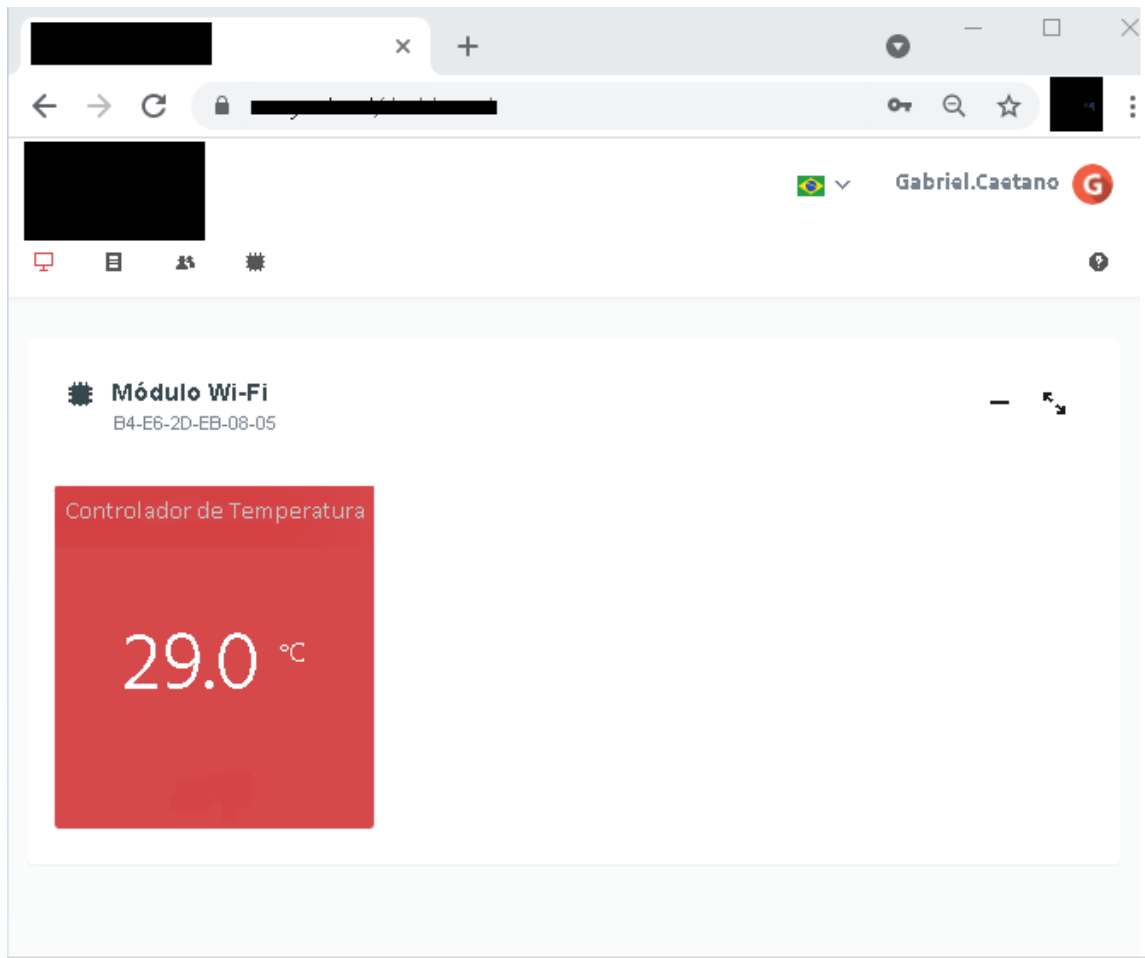 Gabriel.Caetano
G
Módulo Wi-Fi
B4-E6-2D-EB-08-05
Controlador de Temperatura
29.0 °C